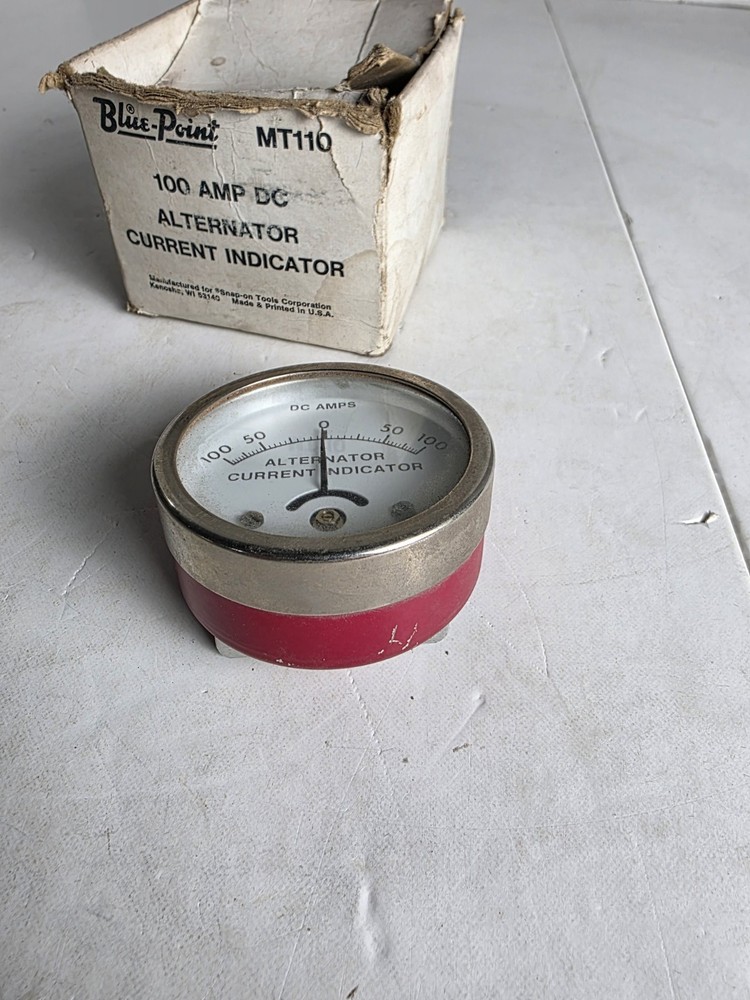 Blue-Point® MT110
100 AMP DC
ALTERNATOR
CURRENT INDICATOR
Manufactured for ®Snap-on Tools Corporation
Kenosha, WI 53140 Made & Printed in U.S.A.
DC AMPS
100 50 0 50 100
ALTERNATOR
CURRENT INDICATOR